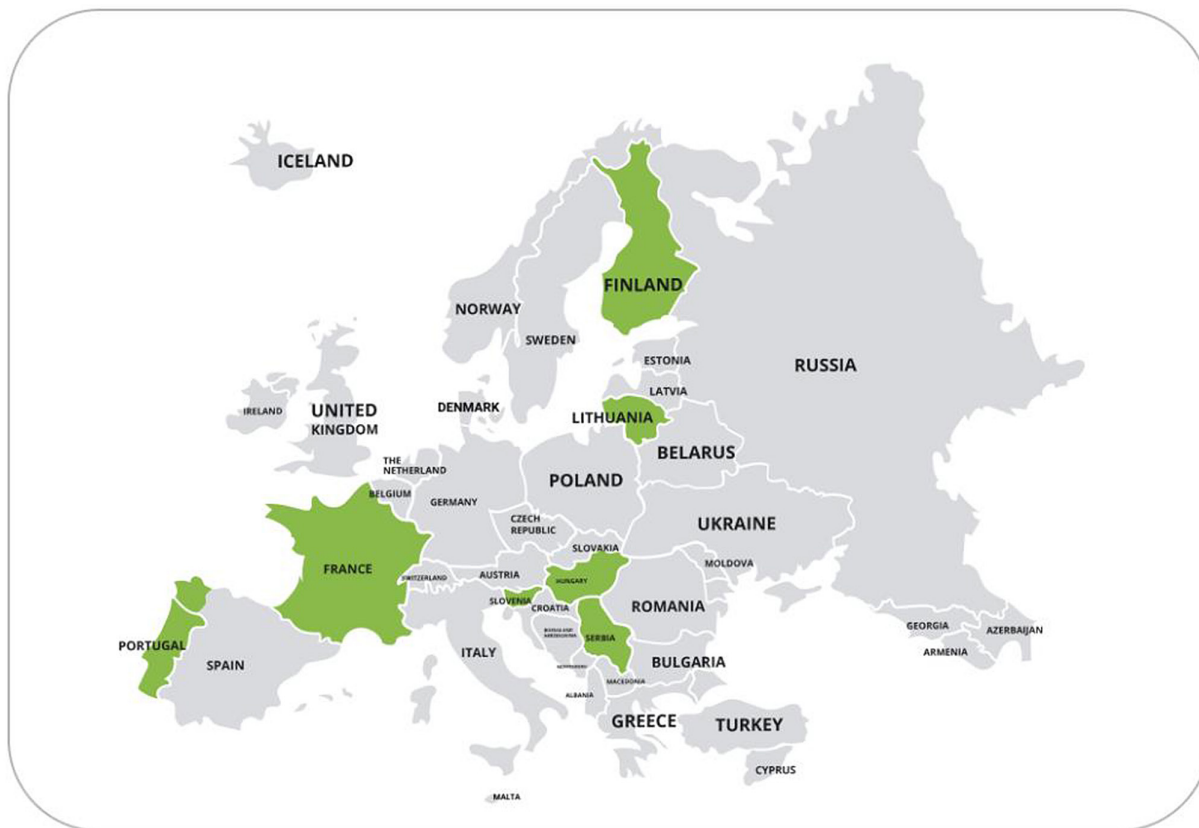 ICELAND
FINLAND
NORWAY
SWEDEN
ESTONIA
RUSSIA
LATVIA
IRELAND
UNITED
KINGDOM
DENMARK
LITHUANIA
BELARUS
THE
NETHERLAND
BELGIUM
GERMANY
POLAND
CZECH
REPUBLIC
UKRAINE
SLOVAKIA
FRANCE
SWITZERLAND
AUSTRIA
HUNGARY
MOLDOVA
SLOVENIA
CROATIA
ROMANIA
GEORGIA
AZERBAIJAN
ARMENIA
PORTUGAL
SPAIN
ITALY
SERBIA
BULGARIA
MACEDONIA
ALBANIA
GREECE
TURKEY
CYPRUS
MALTA